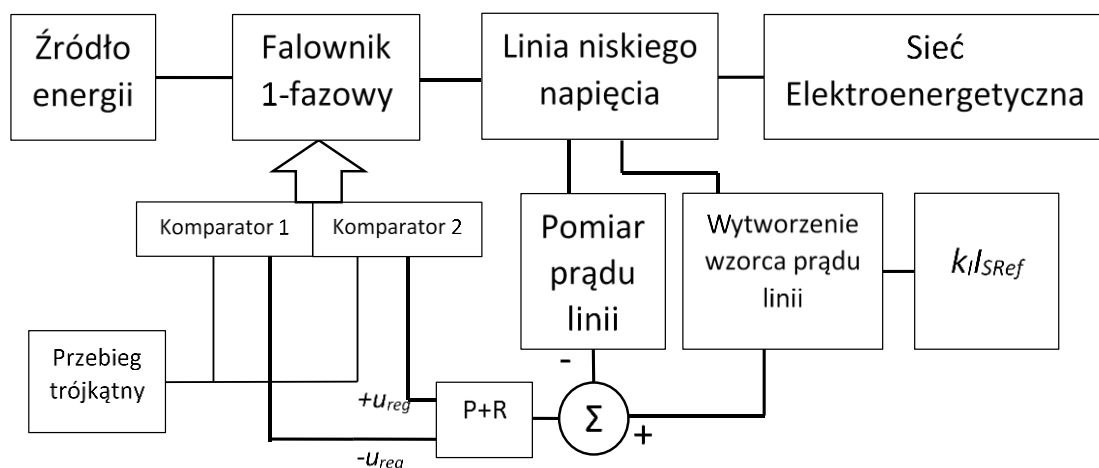 Źródło
energii
Falownik
1-fazowy
Linia niskiego
napięcia
Sieć
Elektroenergetyczna
Komparator 1
Komparator 2
Pomiar
prądu
linii
Wytworzenie
wzorca prądu
linii
kIISRef
Przebieg
trójkątny
-
+ureg
P+R
Σ
+
-ureg